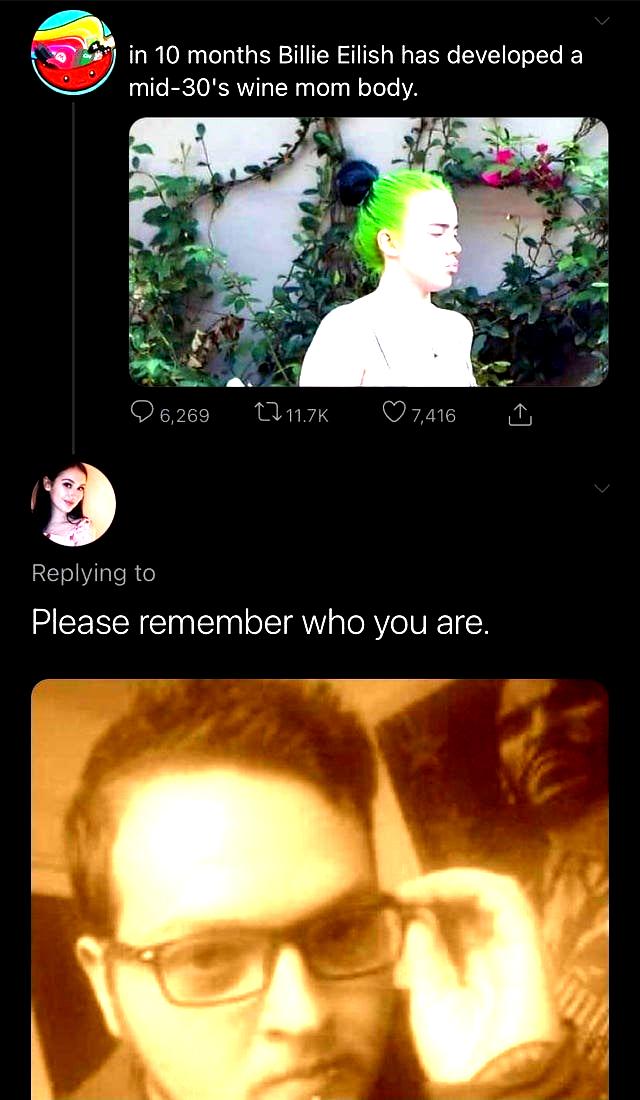 in 10 months Billie Eilish has developed a
mid-30's wine mom body.
6,269 11.7K 7,416
Replying to
Please remember who you are.